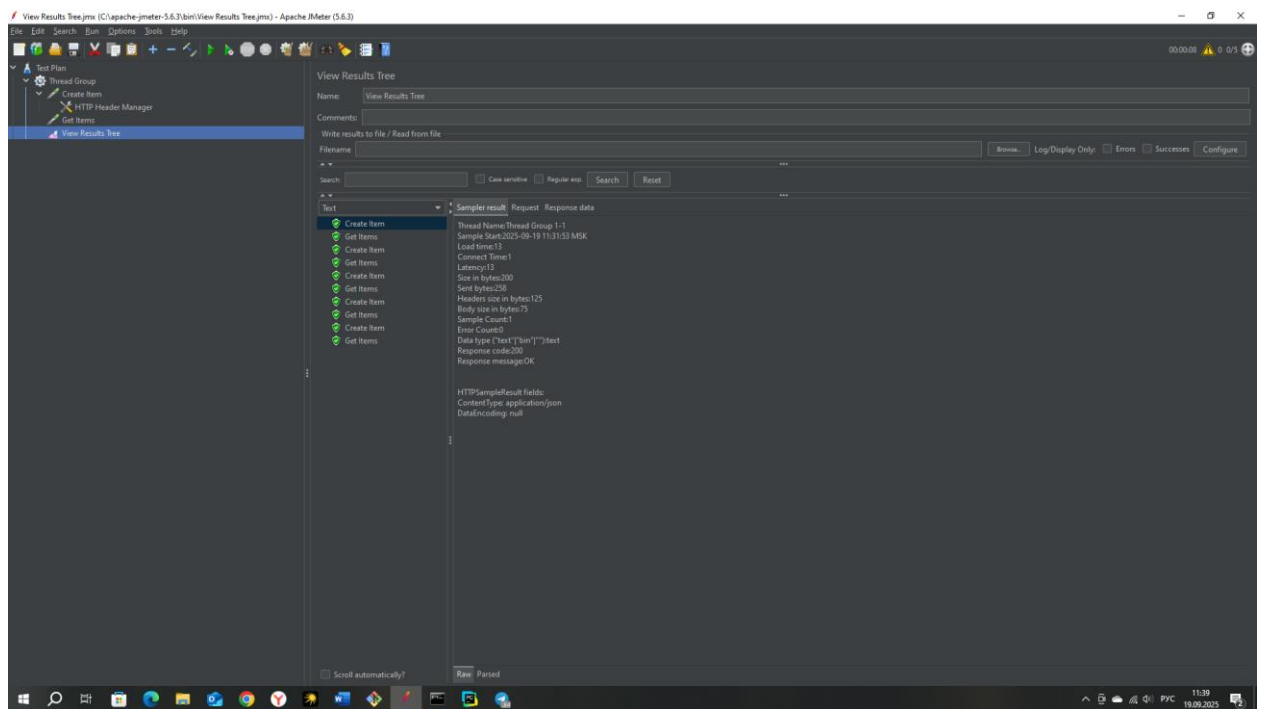 View Results Tree.jmx (C:\apache-jmeter-5.6.3\bin\View Results Tree.jmx) - Apache JMeter (5.6.3)
File Edit Search Run Options Tools Help
00:00:08 0 0/5
Test Plan
Thread Group
Create Item
HTTP Header Manager
Get Items
View Results Tree
View Results Tree
Name: View Results Tree
Comments:
Write results to file / Read from file
Filename Browse... Log/Display Only: Errors Successes Configure
Search: Case sensitive Regular exp. Search Reset
Text
Create Item
Get Items
Create Item
Get Items
Create Item
Get Items
Create Item
Get Items
Create Item
Get Items
Scroll automatically?
Sampler result Request Response data
Thread Name:Thread Group 1-1
Sample Start:2025-09-19 11:31:53 MSK
Load time:13
Connect Time:1
Latency:13
Size in bytes:200
Sent bytes:258
Headers size in bytes:125
Body size in bytes:75
Sample Count:1
Error Count:0
Data type ("text"|"bin"|""):text
Response code:200
Response message:OK
HTTPSampleResult fields:
ContentType: application/json
DataEncoding: null
Raw Parsed
РУС
11:39
19.09.2025